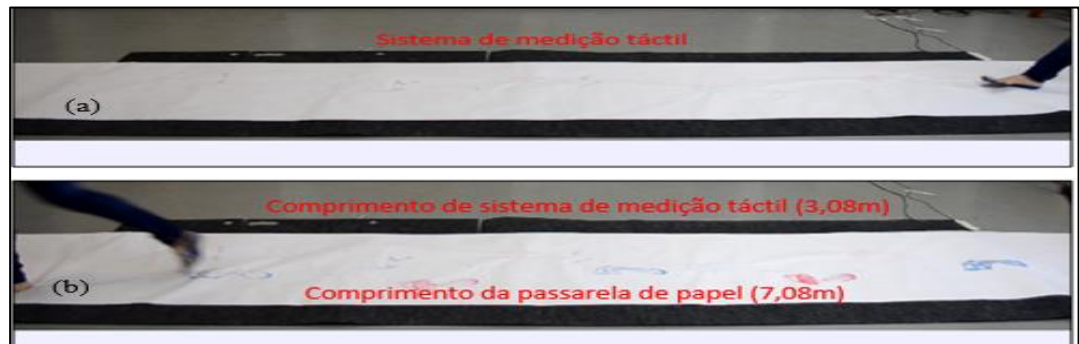 Sistema de medição táctil
(a)
Comprimento de sistema de medição táctil (3,08m)
(b)
Comprimento da passarela de papel (7,08m)